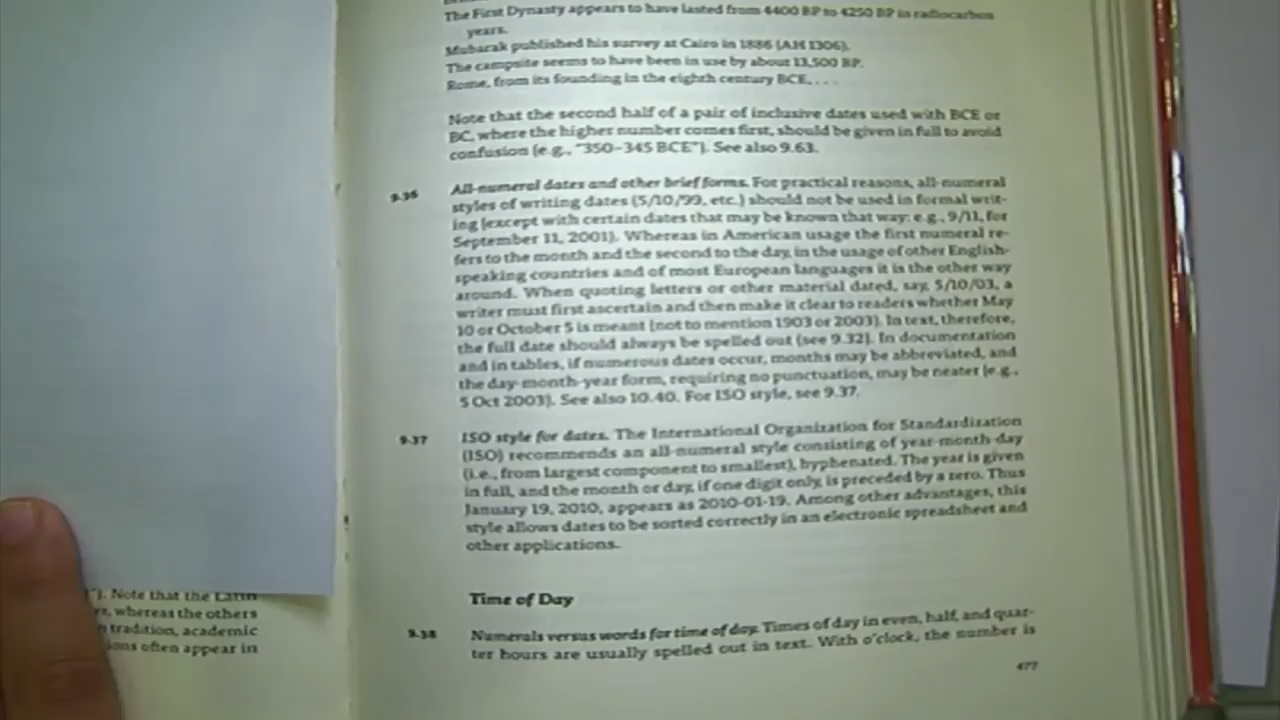 The First Dynasty appears to have lasted from 4400 BP to 4250 BP in radiocarbon
years.
Mubarak published his survey at Cairo in 1886 (AH 1306).
The campsite seems to have been in use by about 13,500 BP.
Rome, from its founding in the eighth century BCE, . . .
Note that the second half of a pair of inclusive dates used with BCE or
BC, where the higher number comes first, should be given in full to avoid
confusion (e.g., “350–345 BCE”). See also 9.63.
9.36 All-numeral dates and other brief forms. For practical reasons, all-numeral
styles of writing dates (5/10/99, etc.) should not be used in formal writ-
ing (except with certain dates that may be known that way: e.g., 9/11, for
September 11, 2001). Whereas in American usage the first numeral re-
fers to the month and the second to the day, in the usage of other English-
speaking countries and of most European languages it is the other way
around. When quoting letters or other material dated, say, 5/10/03, a
writer must first ascertain and then make it clear to readers whether May
10 or October 5 is meant (not to mention 1903 or 2003). In text, therefore,
the full date should always be spelled out (see 9.32). In documentation
and in tables, if numerous dates occur, months may be abbreviated, and
the day-month-year form, requiring no punctuation, may be neater (e.g.,
5 Oct 2003). See also 10.40. For ISO style, see 9.37.
9.37 ISO style for dates. The International Organization for Standardization
(ISO) recommends an all-numeral style consisting of year-month-day
(i.e., from largest component to smallest), hyphenated. The year is given
in full, and the month or day, if one digit only, is preceded by a zero. Thus
January 19, 2010, appears as 2010-01-19. Among other advantages, this
style allows dates to be sorted correctly in an electronic spreadsheet and
other applications.
Time of Day
9.38 Numerals versus words for time of day. Times of day in even, half, and quar-
ter hours are usually spelled out in text. With o’clock, the number is
477
”). Note that the Latin
whereas the others
tradition, academic
often appear in